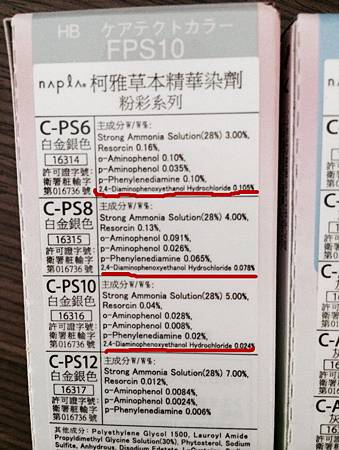 HB ケアテクトカラー
FPS10
napla. 柯雅草本精華染劑
粉彩系列
C-PS6
白金銀色
16314
許可證字號:
衛署粧輸字
第016736 號
主成分W/W%:
Strong Ammonia Solution(28%) 3.00%,
Resorcin 0.16%,
o-Aminophenol 0.10%,
p-Aminophenol 0.035%,
p-Phenylenediamine 0.10%,
2,4-Diaminophenoxyethanol Hydrochloride 0.105%
C-PS8
白金銀色
16315
許可證字號:
衛署粧輸字
第016736 號
主成分W/W%:
Strong Ammonia Solution(28%) 4.00%,
Resorcin 0.13%,
o-Aminophenol 0.091%,
p-Aminophenol 0.026%,
p-Phenylenediamine 0.065%,
2,4-Diaminophenoxyethanol Hydrochloride 0.078%
C-PS10
白金銀色
16316
許可證字號:
衛署粧輸字
第016736 號
主成分W/W%:
Strong Ammonia Solution(28%) 5.00%,
Resorcin 0.04%,
o-Aminophenol 0.028%,
p-Aminophenol 0.008%,
p-Phenylenediamine 0.02%,
2,4-Diaminophenoxyethanol Hydrochloride 0.024%
C-PS12
白金銀色
16317
許可證字號:
衛署粧輸字
第016736 號
主成分W/W%:
Strong Ammonia Solution(28%) 7.00%,
Resorcin 0.012%,
o-Aminophenol 0.0084%,
p-Aminophenol 0.0024%,
p-Phenylenediamine 0.006%
其他成分: Polyethylene Glycol 1500, Lauroyl Amide
Propyldimethyl Glycine Solution(30%), Phytosterol, Sodium
Sulfite, Anhydrous, Disodium Edetate